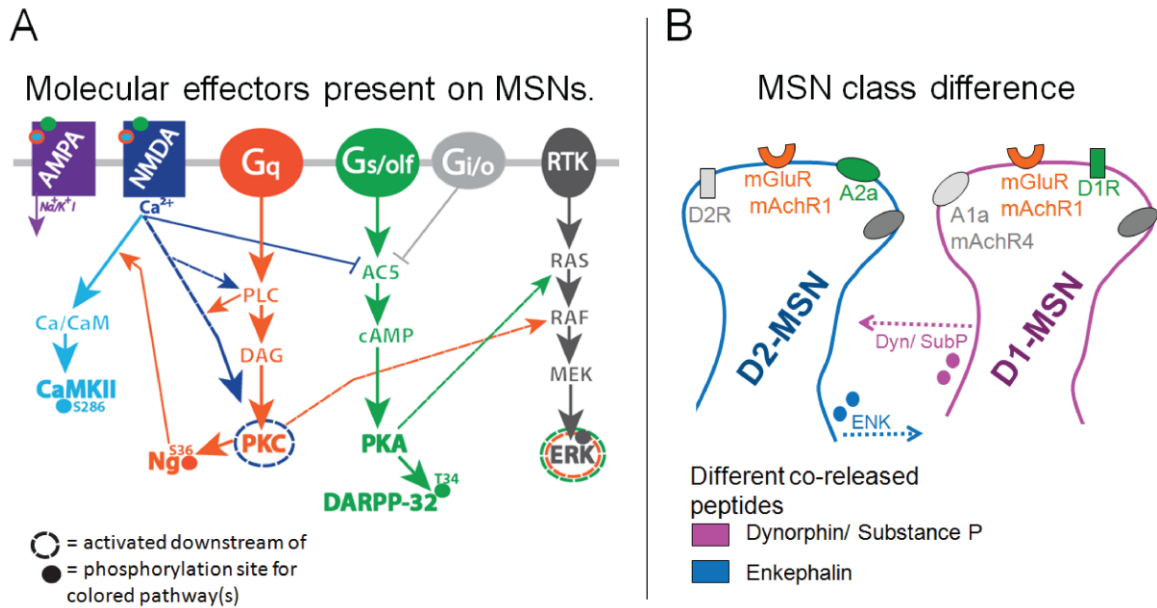 A
Molecular effectors present on MSNs.
AMPA
NMDA
Gq
Gs/olf
Gi/o
RTK
Na⁺/K⁺ I
Ca²⁺
RAS
AC5
PLC
Ca/CaM
cAMP
RAF
DAG
MEK
CaMKII
S286
S36
Ng
PKC
PKA
ERK
T34
DARPP-32
= activated downstream of
= phosphorylation site for
colored pathway(s)
B
MSN class difference
D2R
mGluR
mAchR1
A2a
A1a
mAchR4
mGluR
mAchR1
D1R
D2-MSN
D1-MSN
Dyn/ SubP
ENK
Different co-released
peptides
Dynorphin/ Substance P
Enkephalin